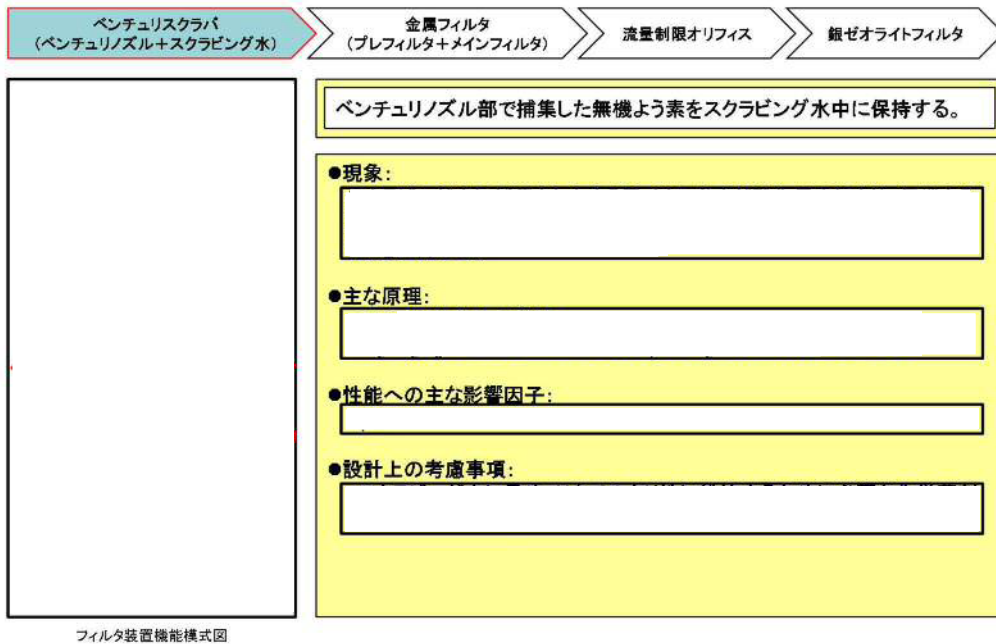 ベンチュリスクラバ
(ベンチュリノズル+スクラビング水)
金属フィルタ
(プレフィルタ+メインフィルタ)
流量制限オリフィス
銀ゼオライトフィルタ
ベンチュリノズル部で捕集した無機よう素をスクラビング水中に保持する。
●現象:
●主な原理:
●性能への主な影響因子:
●設計上の考慮事項:
フィルタ装置機能模式図